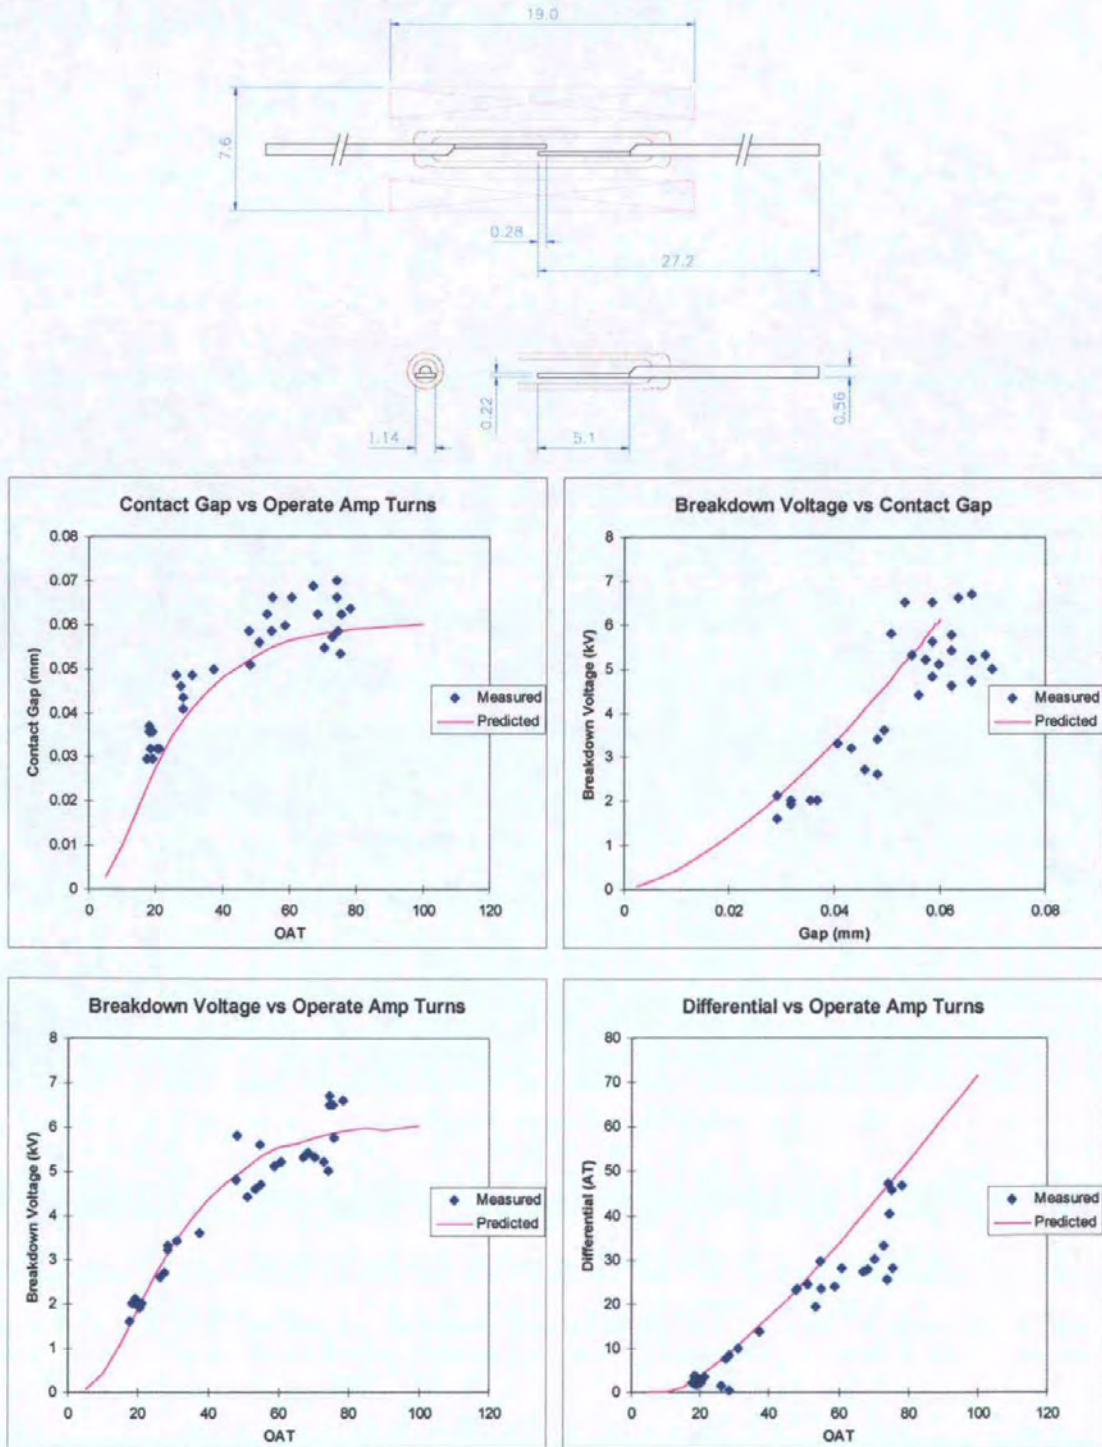 19.0
7.6
0.28
27.2
1.14
0.22
5.1
0.56
Contact Gap vs Operate Amp Turns
Contact Gap (mm)
0.08
0.07
0.06
0.05
0.04
0.03
0.02
0.01
0
0 20 40 60 80 100 120
OAT
Measured
Predicted
Breakdown Voltage vs Contact Gap
Breakdown Voltage (kV)
8
7
6
5
4
3
2
1
0
0 0.02 0.04 0.06 0.08
Gap (mm)
Measured
Predicted
Breakdown Voltage vs Operate Amp Turns
Breakdown Voltage (kV)
8
7
6
5
4
3
2
1
0
0 20 40 60 80 100 120
OAT
Measured
Predicted
Differential vs Operate Amp Turns
Differential (AT)
80
70
60
50
40
30
20
10
0
0 20 40 60 80 100 120
OAT
Measured
Predicted